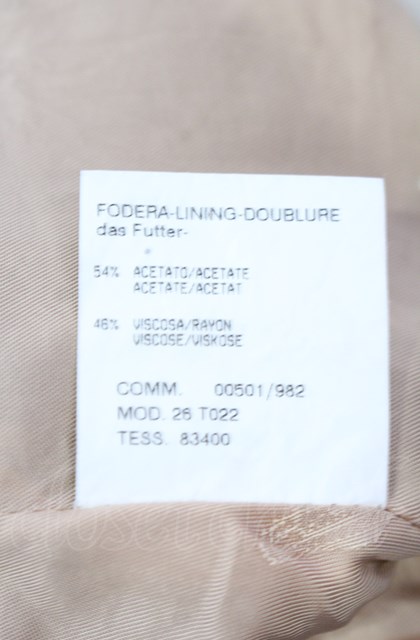 FODERA-LINING-DOUBLURE
das Futter-
54% ACETATO/ACETATE
ACETATE/ACETAT
46% VISCOSA/RAYON
VISCOSE/VISKOSE
COMM. 00501/982
MOD. 26 T022
TESS. 83400